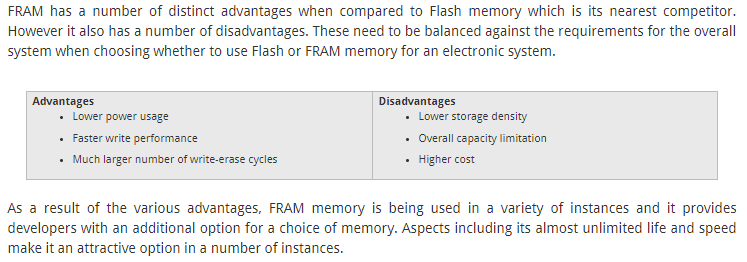 FRAM has a number of distinct advantages when compared to Flash memory which is its nearest competitor.
However it also has a number of disadvantages. These need to be balanced against the requirements for the overall
system when choosing whether to use Flash or FRAM memory for an electronic system.
Advantages
• Lower power usage
• Faster write performance
• Much larger number of write-erase cycles
Disadvantages
• Lower storage density
• Overall capacity limitation
• Higher cost
As a result of the various advantages, FRAM memory is being used in a variety of instances and it provides
developers with an additional option for a choice of memory. Aspects including its almost unlimited life and speed
make it an attractive option in a number of instances.